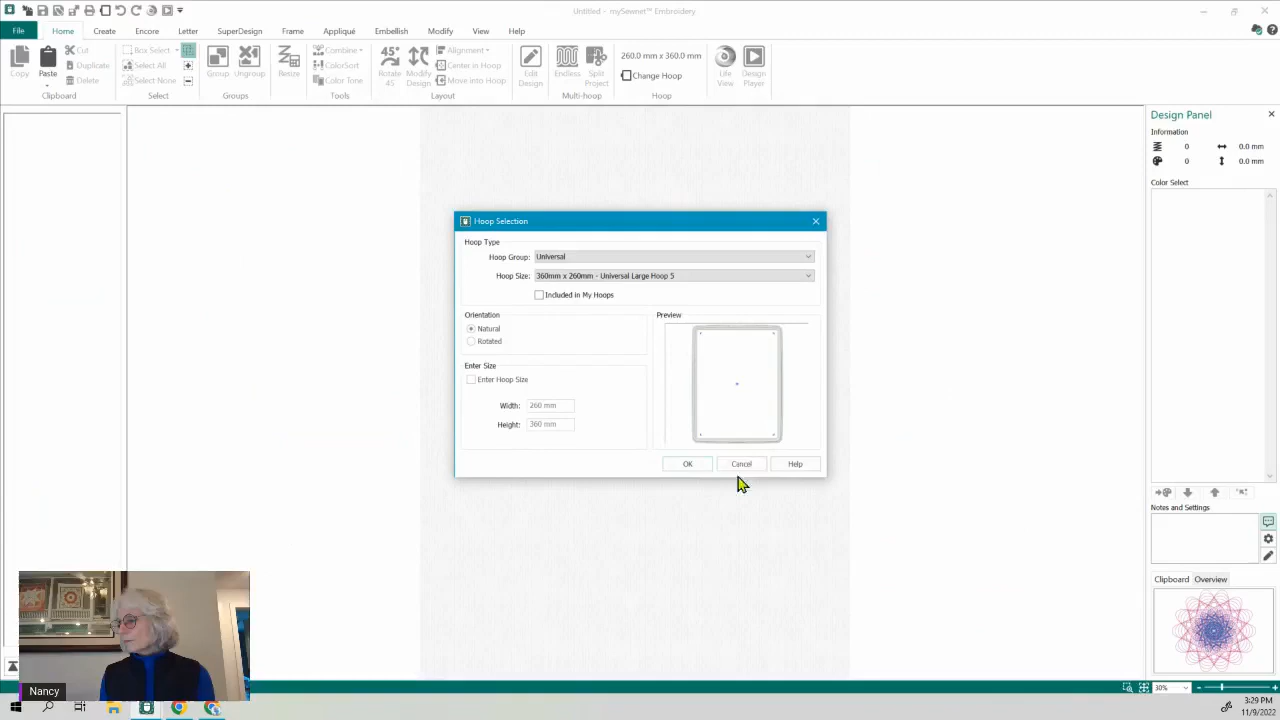 Untitled - mySewnet™ Embroidery
File
Home
Create
Encore
Letter
SuperDesign
Frame
Appliqué
Embellish
Modify
View
Help
Copy
Paste
Cut
Duplicate
Delete
Clipboard
Box Select
Select All
Select None
Select
Group
Ungroup
Groups
Resize
Combine
ColorSort
Color Tone
Tools
45°
Rotate
45
Modify
Design
Alignment
Center in Hoop
Move into Hoop
Layout
Edit
Design
Endless
Split
Project
Multi-hoop
260.0 mm x 360.0 mm
Change Hoop
Hoop
Life
View
Design
Player
Hoop Selection
Hoop Type
Hoop Group: Universal
Hoop Size: 360mm x 260mm - Universal Large Hoop 5
Included in My Hoops
Orientation
Natural
Rotated
Enter Size
Enter Hoop Size
Width: 260 mm
Height: 360 mm
Preview
OK
Cancel
Help
Design Panel
Information
0
0.0 mm
0
0.0 mm
Color Select
Notes and Settings
Clipboard
Overview
Nancy
30%
3:29 PM
11/9/2022